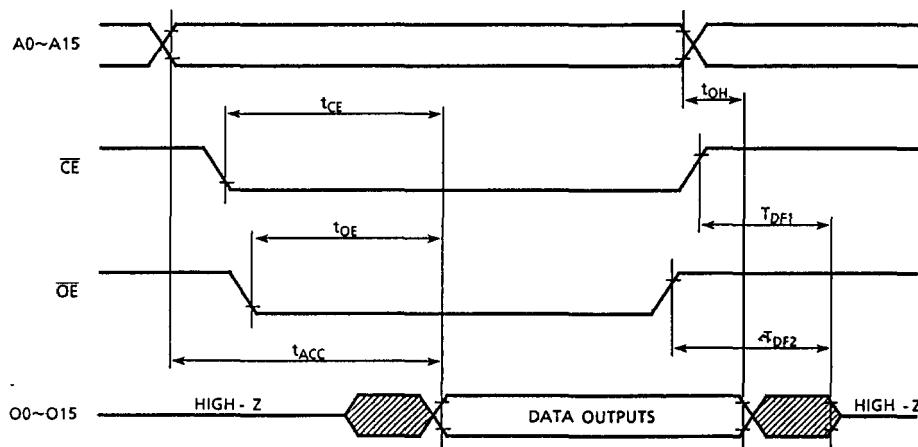 A0~A15
tOH
tCE
CE
TDF1
tOE
OE
tACC
TDF2
HIGH - Z
DATA OUTPUTS
HIGH - Z
O0~O15